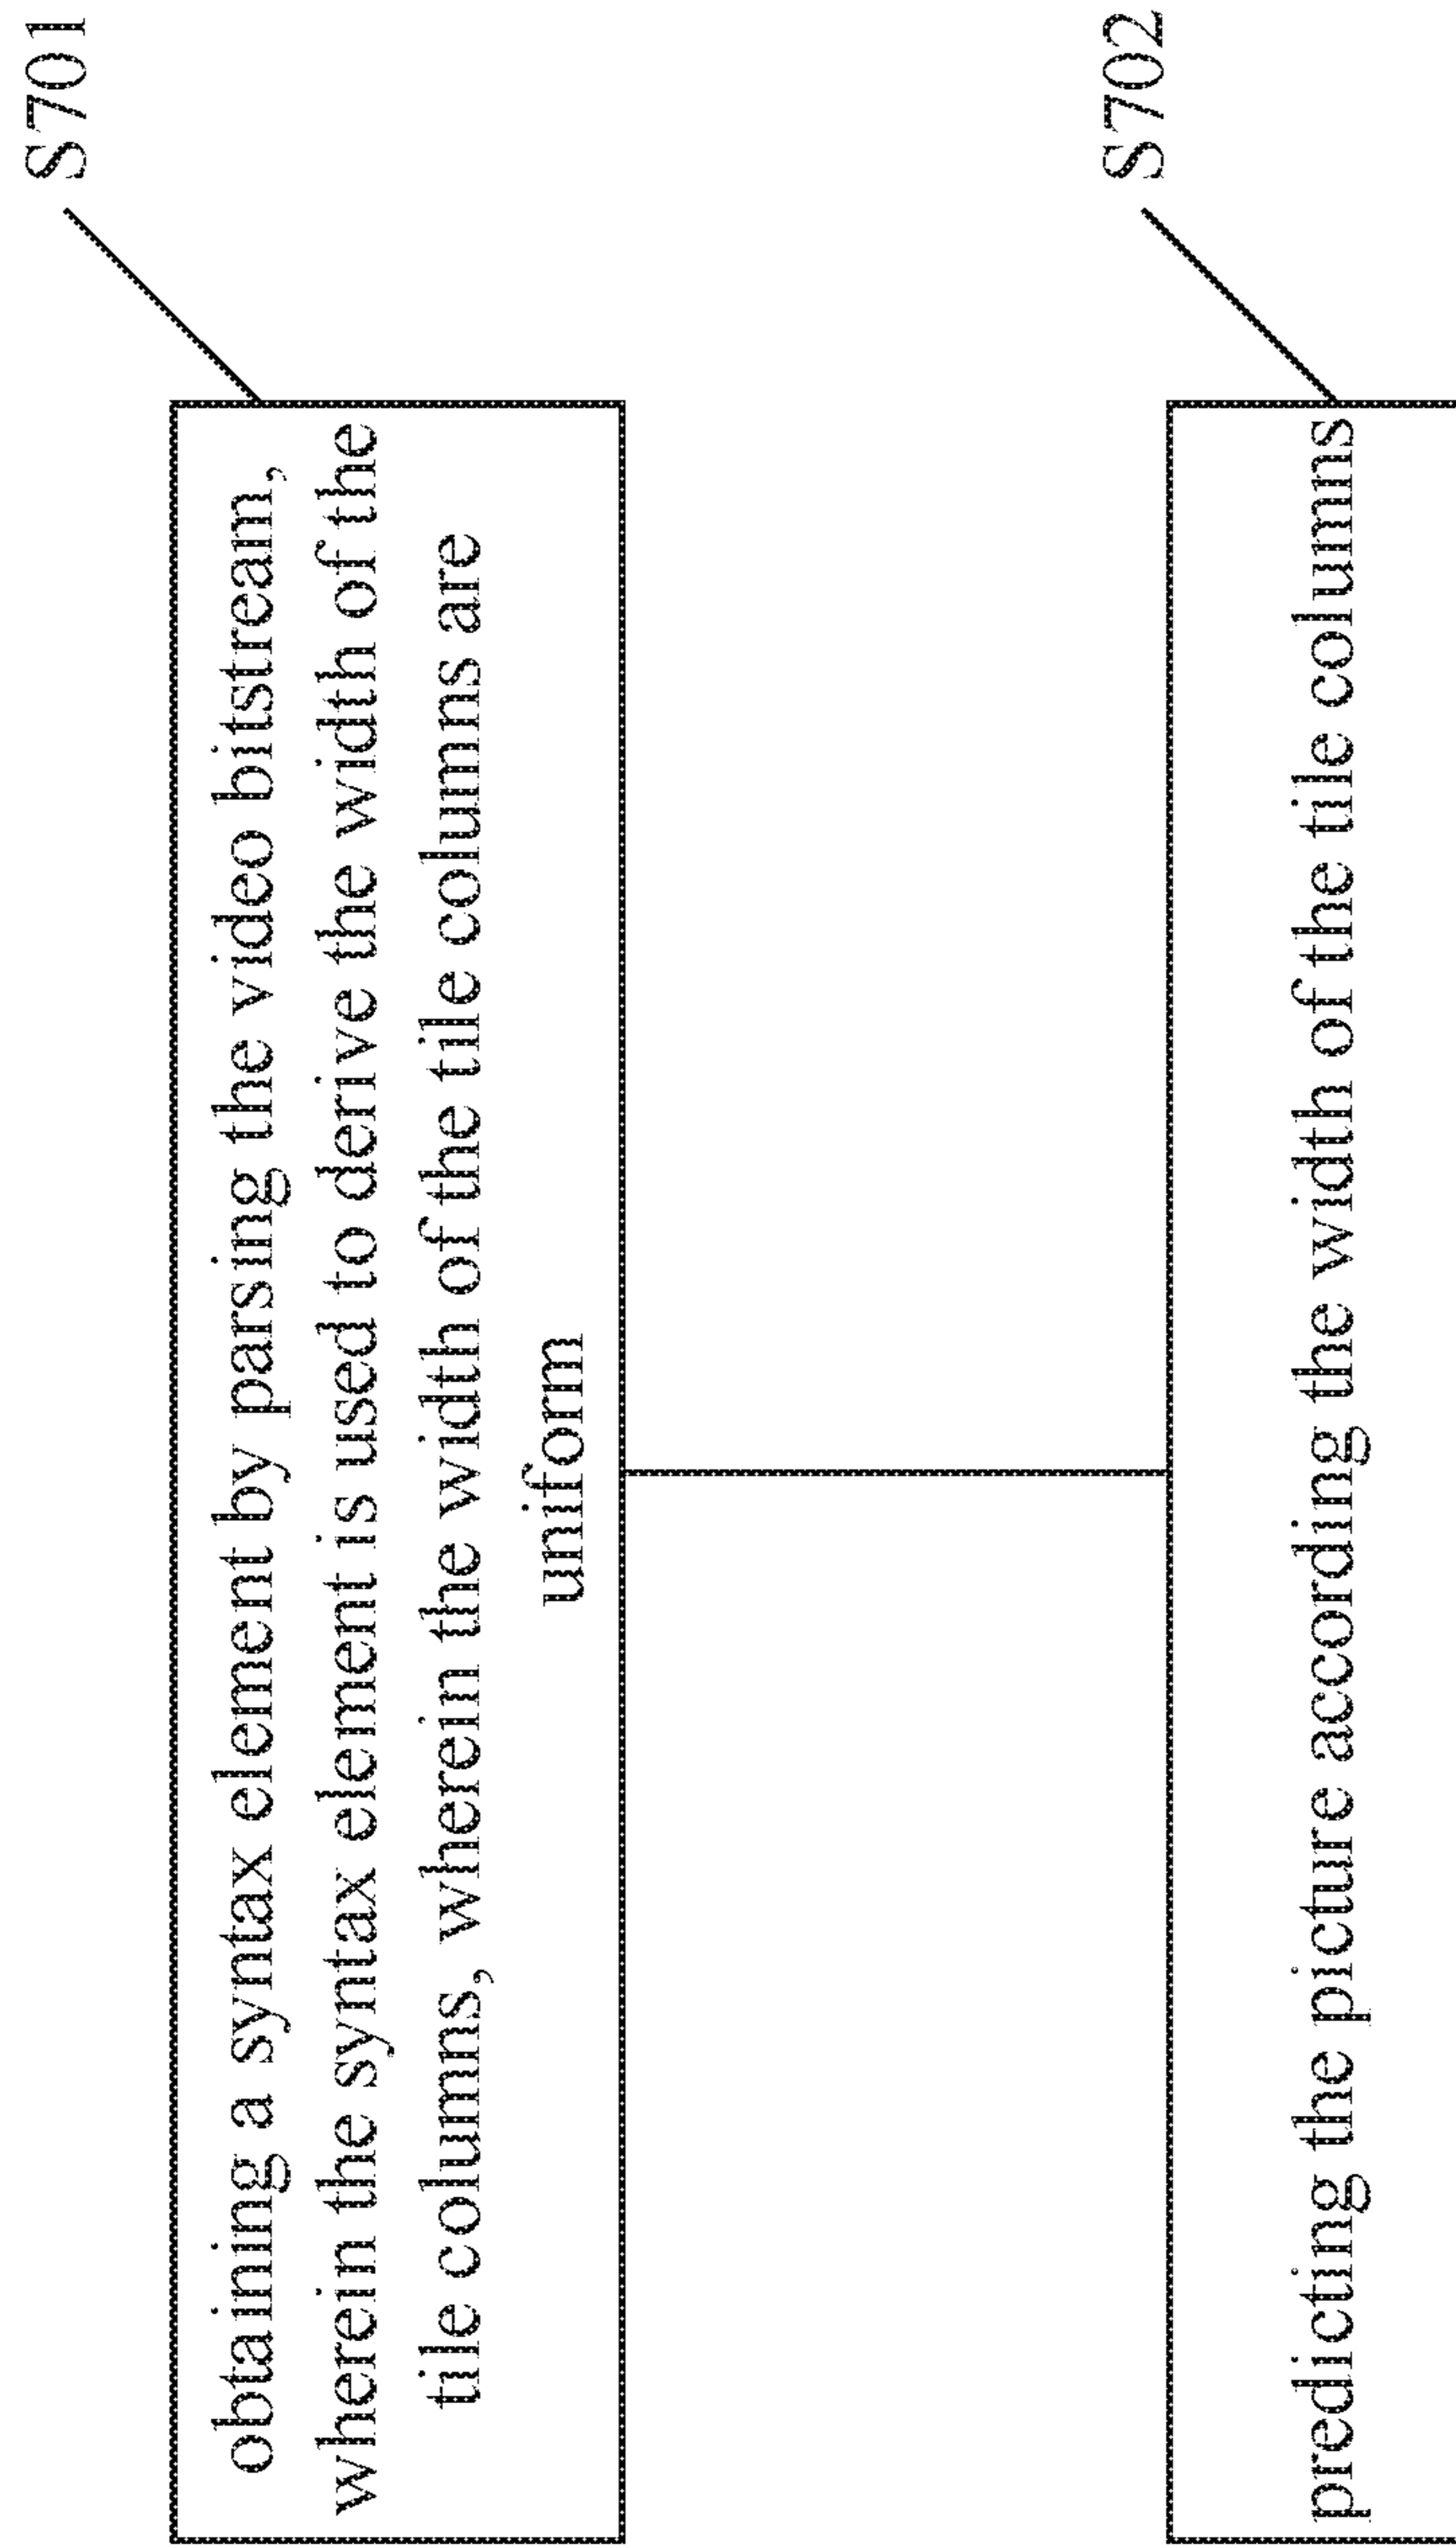 obtaining a syntax element by parsing the video bitstream,
wherein the syntax element is used to derive the width of the
tile columns, wherein the width of the tile columns are
uniform
S701
predicting the picture according the width of the tile columns
S702